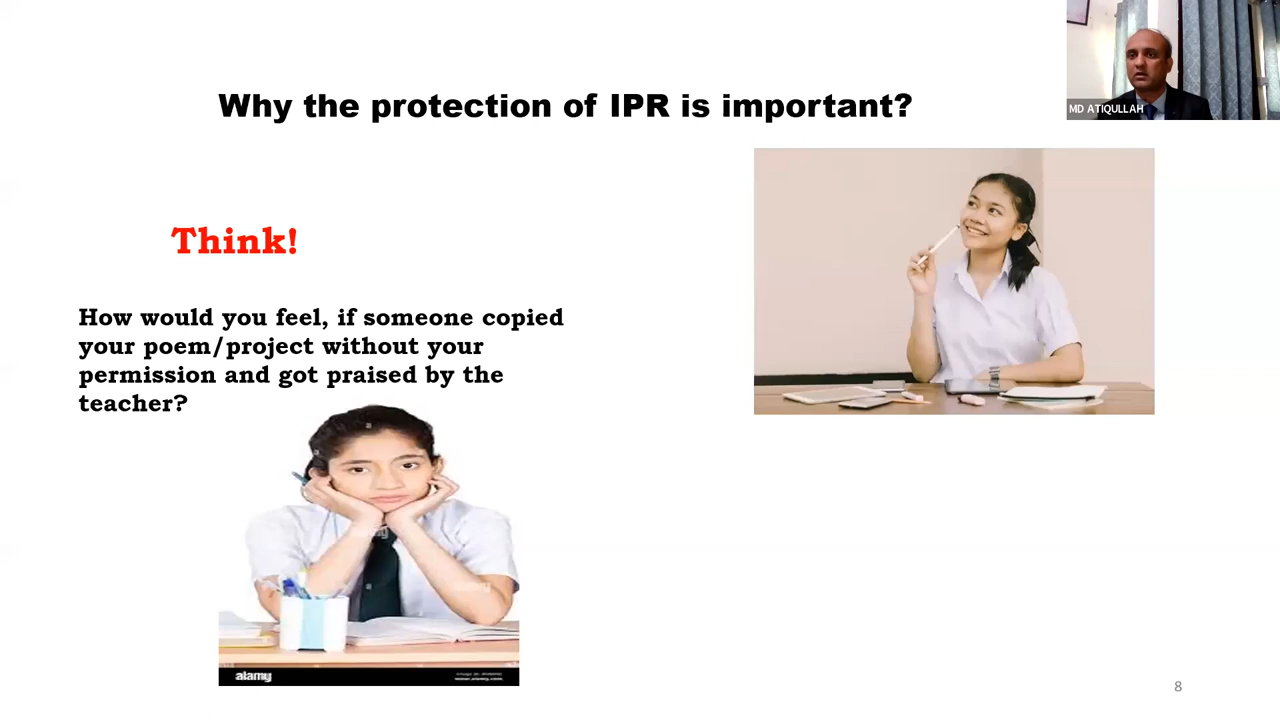 Why the protection of IPR is important?
MD ATIQULLAH
Think!
How would you feel, if someone copied
your poem/project without your
permission and got praised by the
teacher?
alamy
8